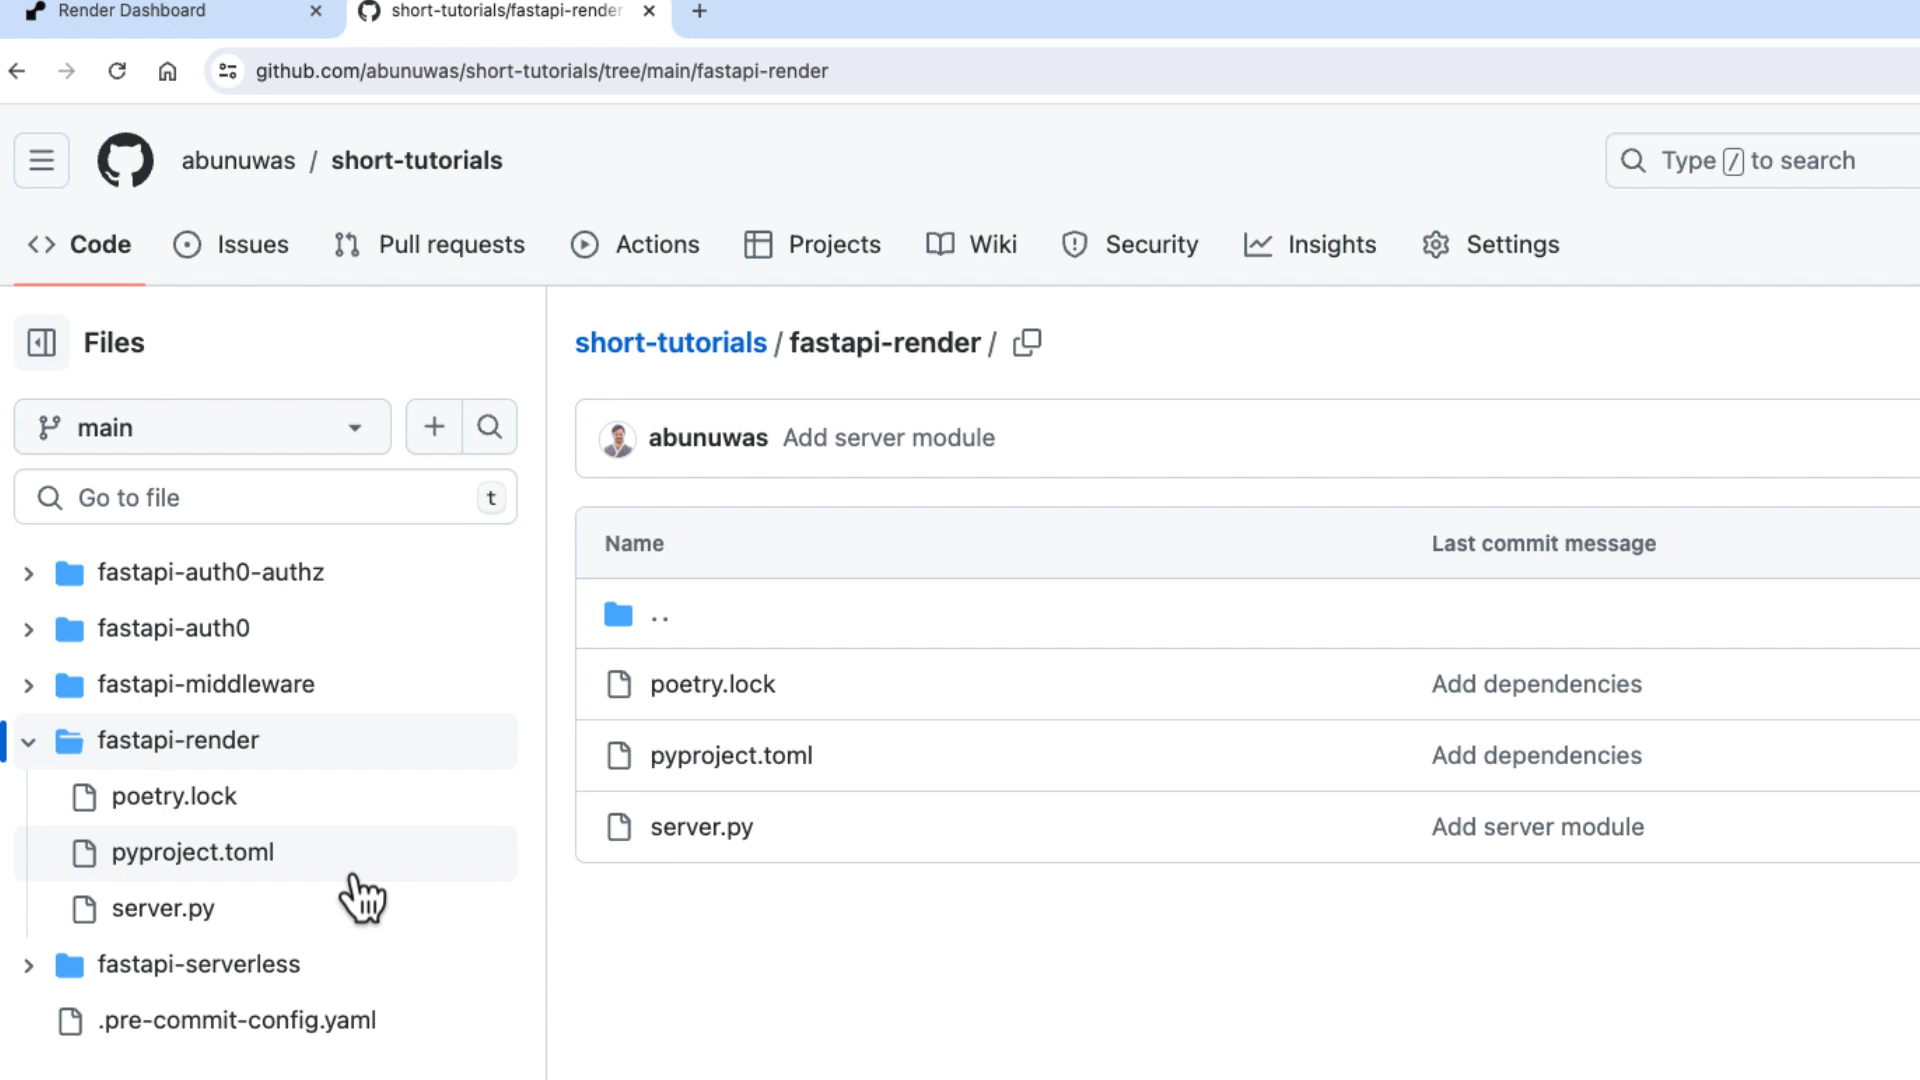 Render Dashboard
short-tutorials/fastapi-render
github.com/abunuwas/short-tutorials/tree/main/fastapi-render
abunuwas / short-tutorials
Type / to search
Code Issues Pull requests Actions Projects Wiki Security Insights Settings
Files
main
Go to file t
fastapi-auth0-authz
fastapi-auth0
fastapi-middleware
fastapi-render
poetry.lock
pyproject.toml
server.py
fastapi-serverless
.pre-commit-config.yaml
short-tutorials / fastapi-render /
abunuwas Add server module
Name Last commit message
..
poetry.lock Add dependencies
pyproject.toml Add dependencies
server.py Add server module